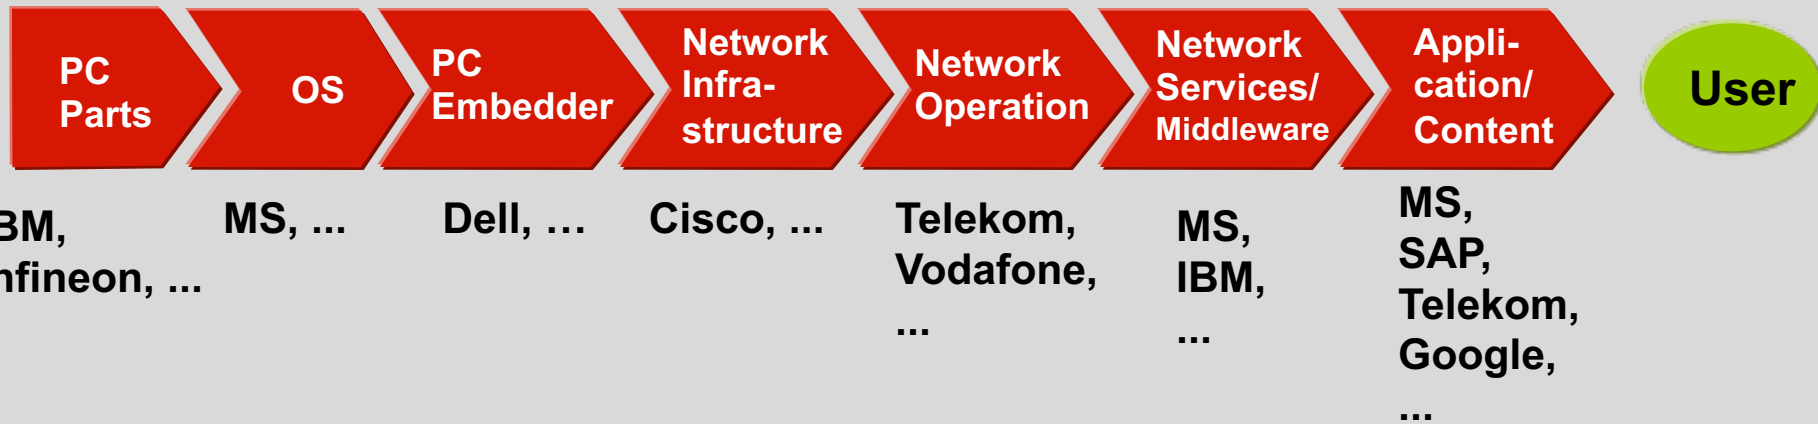 PC
Parts
OS
PC
Embedder
Network
Infra-
structure
Network
Operation
Network
Services/
Middleware
Appli-
cation/
Content
User
BM,
nfineon, ...
MS, ...
Dell, …
Cisco, ...
Telekom,
Vodafone,
...
MS,
IBM,
...
MS,
SAP,
Telekom,
Google,
...